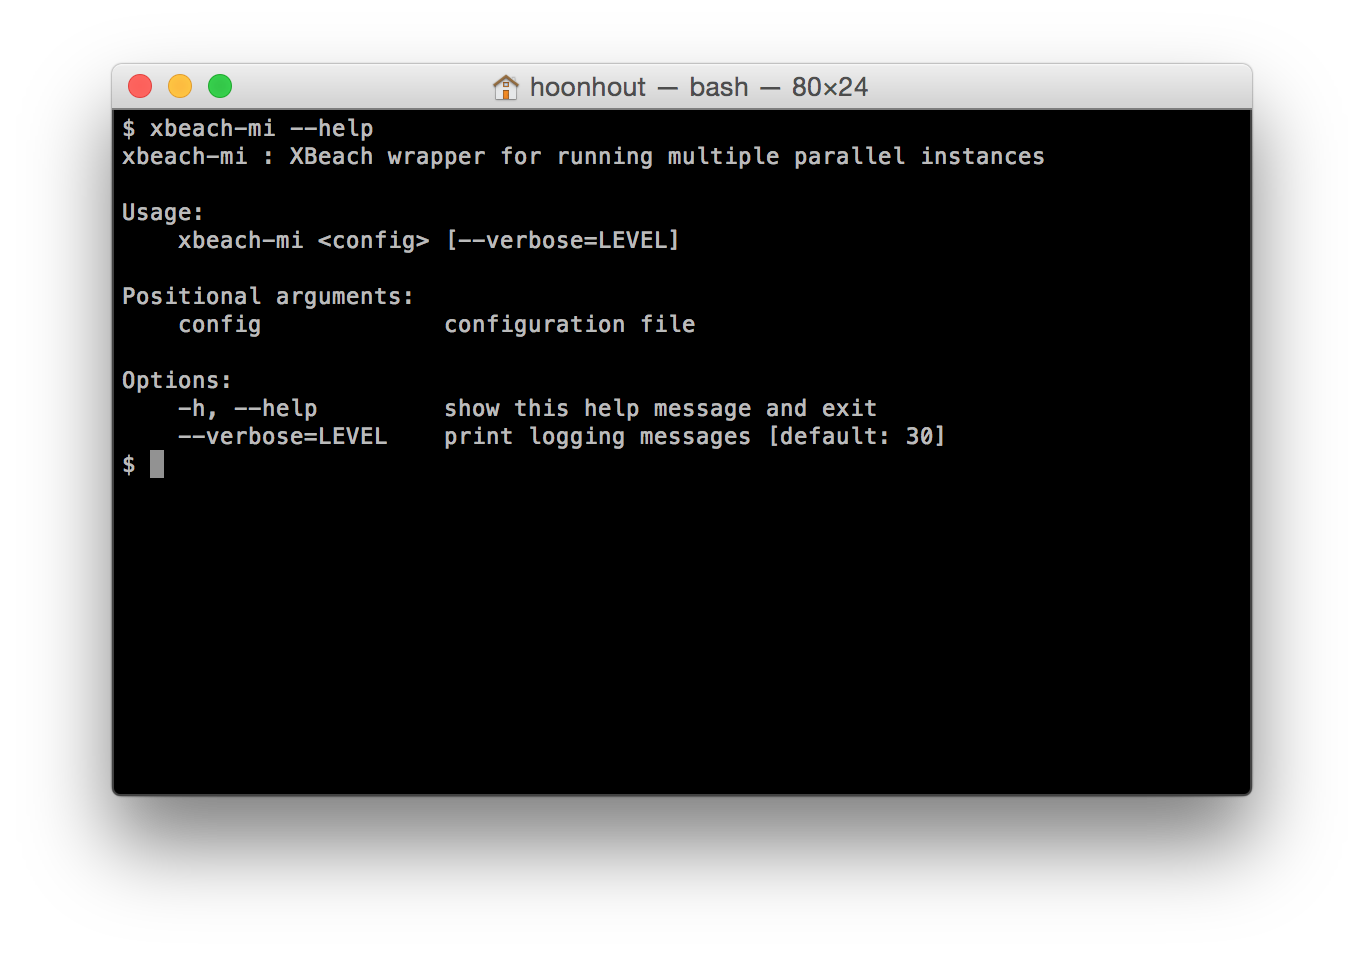 hoonhout — bash — 80×24
$ xbeach-mi --help
xbeach-mi : XBeach wrapper for running multiple parallel instances
Usage:
    xbeach-mi <config> [--verbose=LEVEL]
Positional arguments:
    config             configuration file
Options:
    -h, --help         show this help message and exit
    --verbose=LEVEL    print logging messages [default: 30]
$